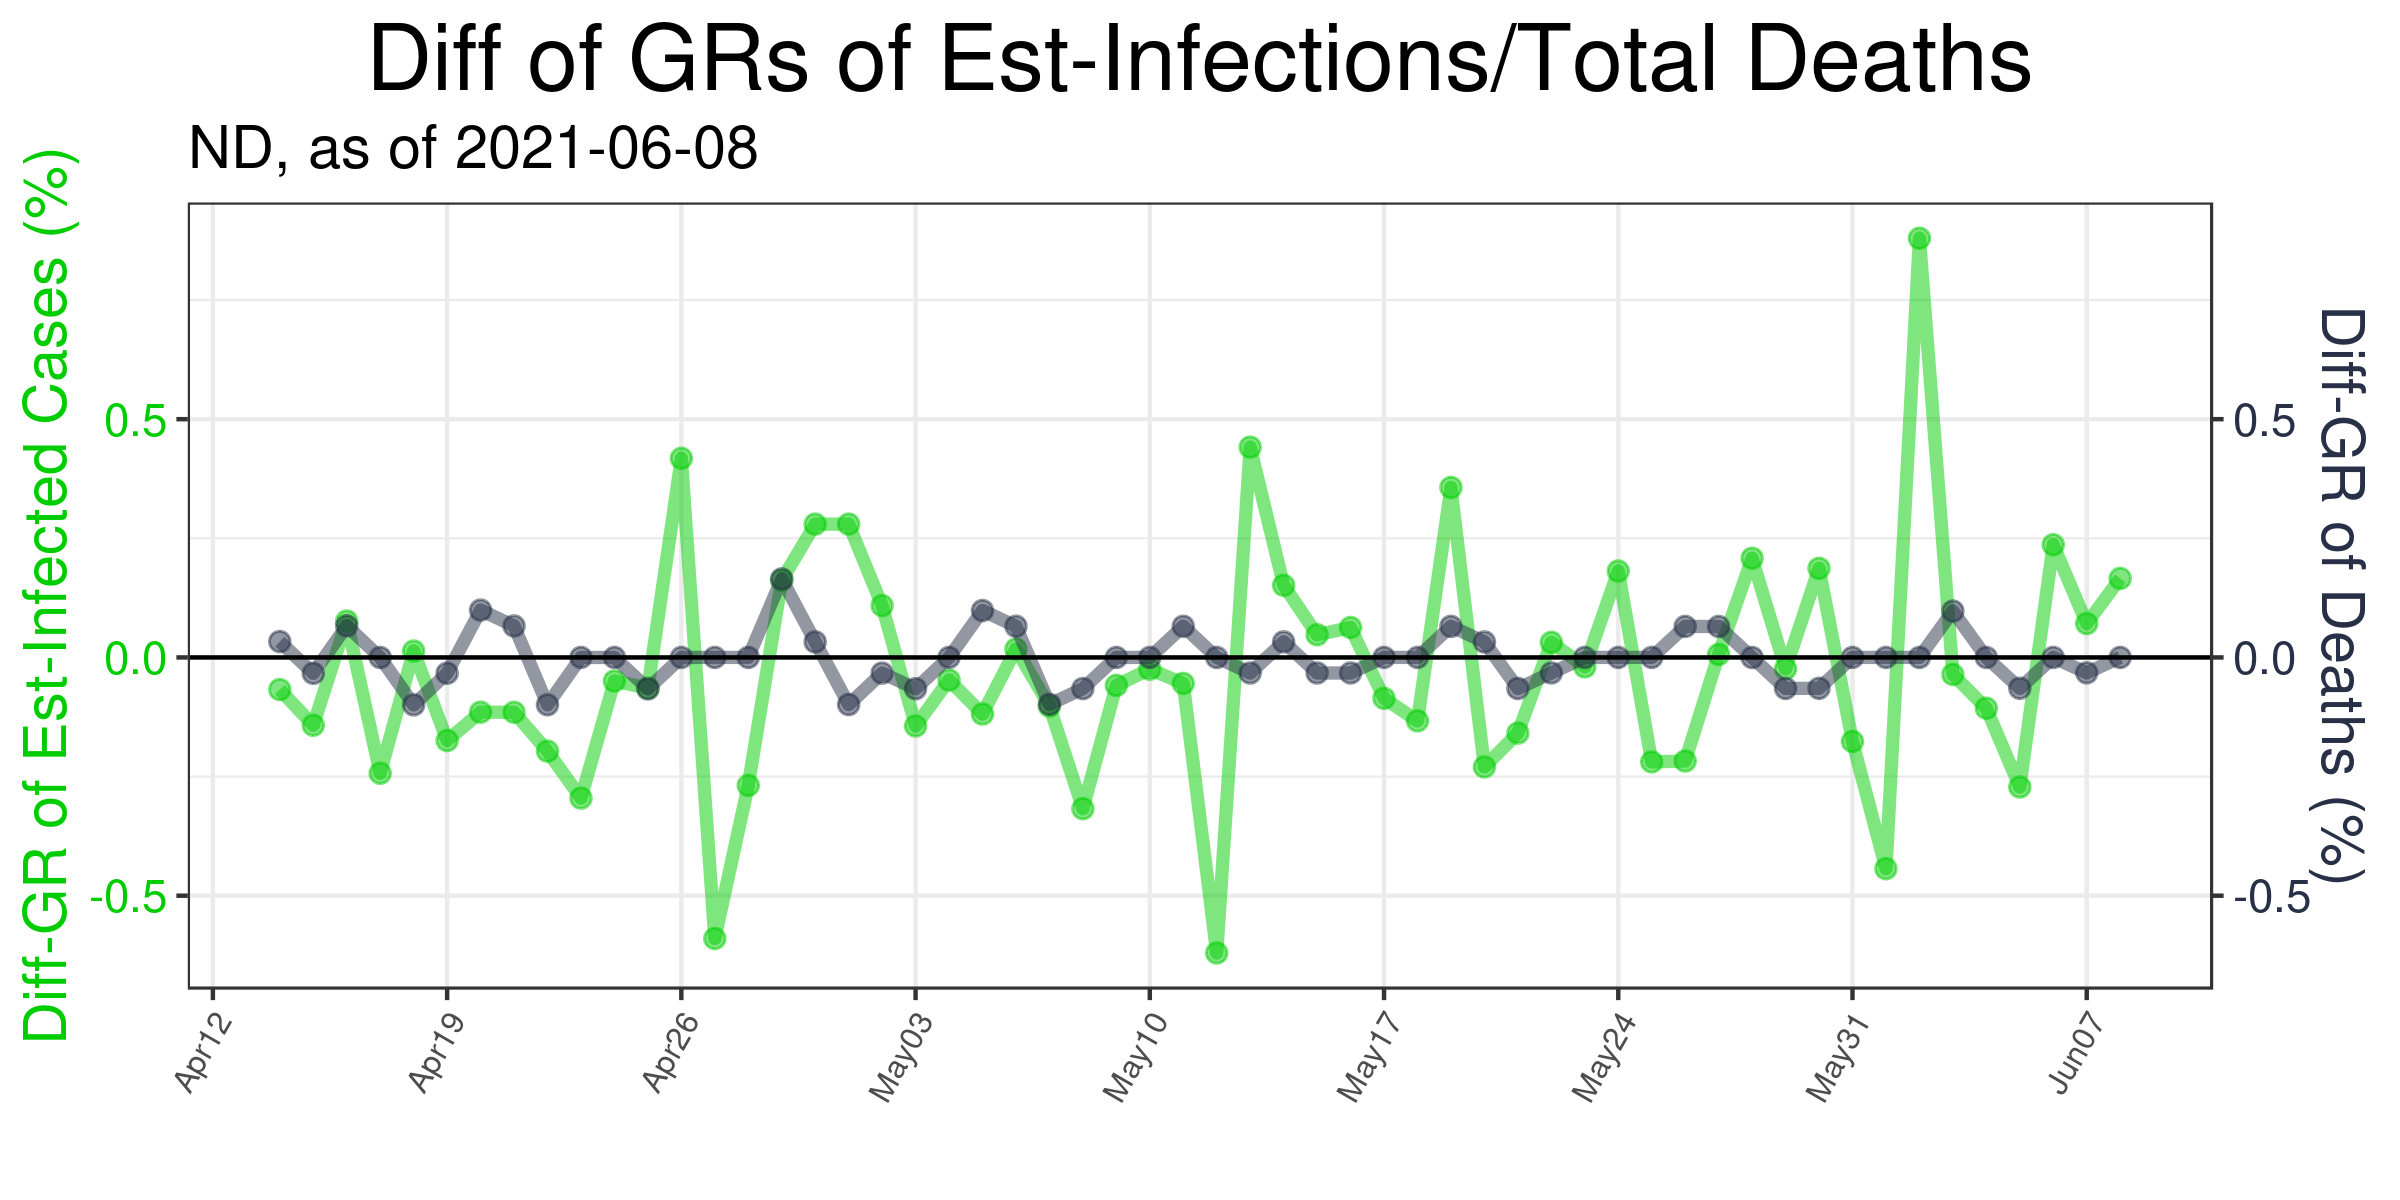 Diff of GRs of Est-Infections/Total Deaths
ND, as of 2021-06-08
Diff-GR of Est-Infected Cases (%)
0.5
0.0
-0.5
0.5
0.0
-0.5
Diff-GR of Deaths (%)
Apr12
Apr19
Apr26
May03
May10
May17
May24
May31
Jun07